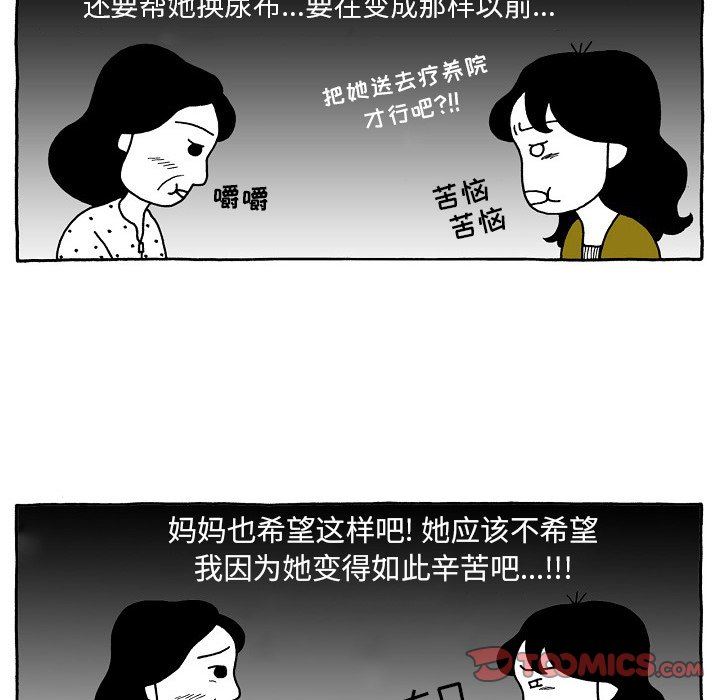 还要帮她换尿布...要在变成那样以前...
把她送去疗养院
才行吧?!!
嚼嚼
苦恼
苦恼
妈妈也希望这样吧! 她应该不希望
我因为她变得如此辛苦吧...!!!
TOOMICS.COM